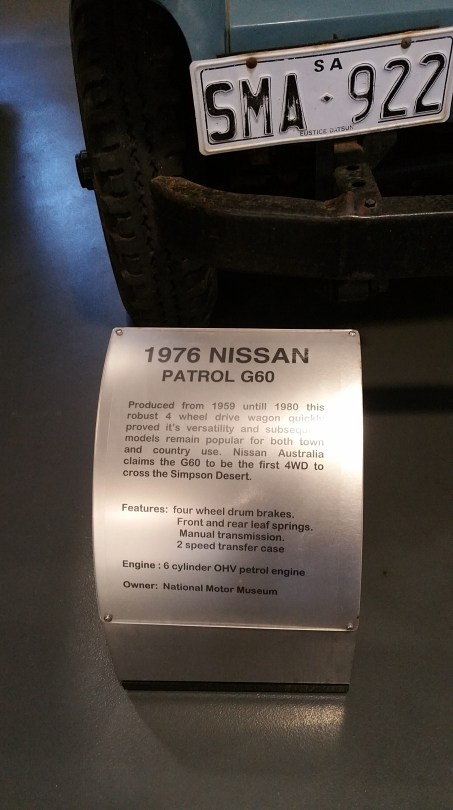 SA
SMA 922
EUSTICE DATSUN
1976 NISSAN
PATROL G60
Produced from 1959 untill 1980 this
robust 4 wheel drive wagon quickly
proved it's versatility and subsequent
models remain popular for both town
and country use. Nissan Australia
claims the G60 to be the first 4WD to
cross the Simpson Desert.
Features: four wheel drum brakes.
Front and rear leaf springs.
Manual transmission.
2 speed transfer case
Engine : 6 cylinder OHV petrol engine
Owner: National Motor Museum